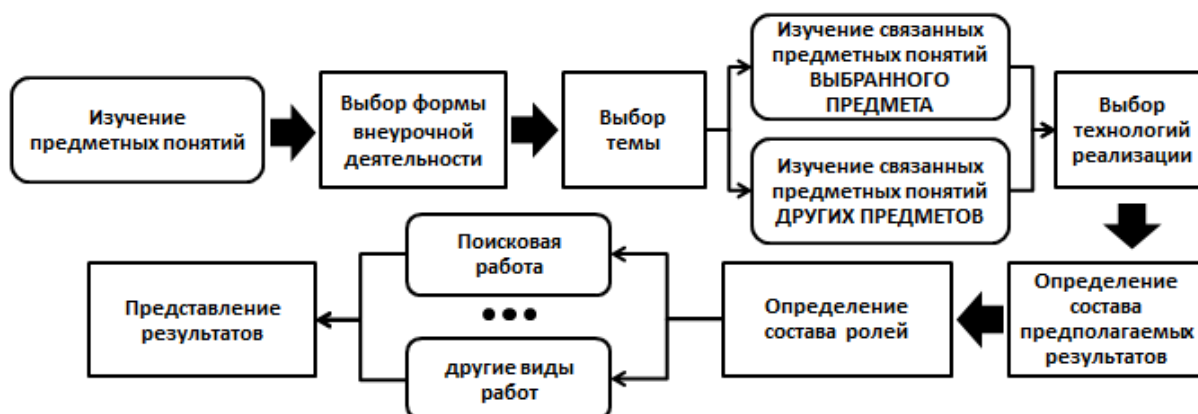 Изучение
предметных понятий
Выбор формы
внеурочной
деятельности
Выбор
темы
Изучение связанных
предметных понятий
ВЫБРАННОГО
ПРЕДМЕТА
Изучение связанных
предметных понятий
ДРУГИХ ПРЕДМЕТОВ
Выбор
технологий
реализации
Определение
состава
предполагаемых
результатов
Определение
состава ролей
Поисковая
работа
•••
другие виды
работ
Представление
результатов